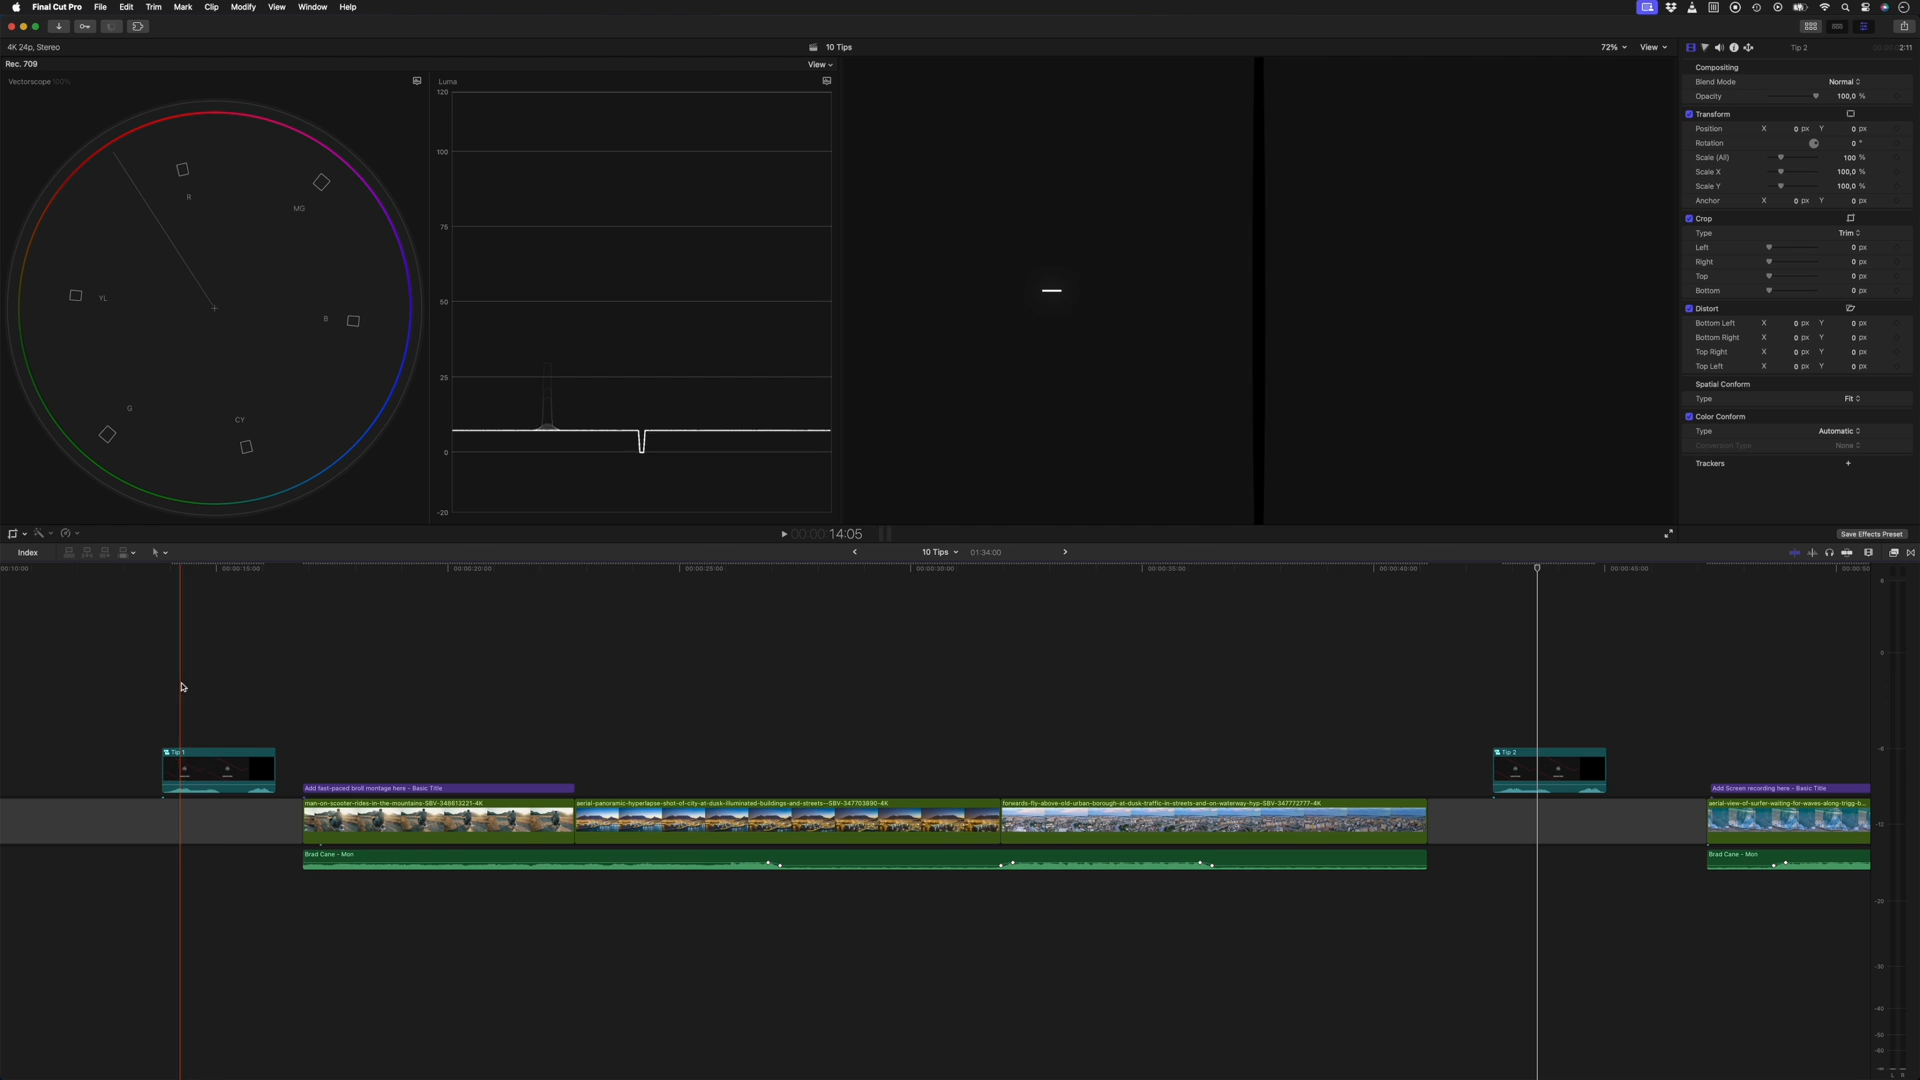 Final Cut Pro File Edit Trim Mark Clip Modify View Window Help
4K 24p, Stereo
10 Tips
72% View
Tip 2
2:11
Rec. 709
View
Vectorscope 100%
Luma
120
100
75
50
25
0
-20
R
MG
YL
B
G
CY
Compositing
Blend Mode Normal
Opacity 100,0 %
Transform
Position X 0 px Y 0 px
Rotation 0 °
Scale (All) 100 %
Scale X 100,0 %
Scale Y 100,0 %
Anchor X 0 px Y 0 px
Crop
Type Trim
Left 0 px
Right 0 px
Top 0 px
Bottom 0 px
Distort
Bottom Left X 0 px Y 0 px
Bottom Right X 0 px Y 0 px
Top Right X 0 px Y 0 px
Top Left X 0 px Y 0 px
Spatial Conform
Type Fit
Color Conform
Type Automatic
Conversion Type None
Trackers +
00:00:14:05
Save Effects Preset
Index
10 Tips 01:34:00
00:10:00 00:00:15:00 00:00:20:00 00:00:25:00 00:00:30:00 00:00:35:00 00:00:40:00 00:00:45:00 00:00:50
Tip 1
Tip 2
Add fast-paced broll montage here - Basic Title
Add Screen recording here - Basic Title
man-on-scooter-rides-in-the-mountains-SBV-348613221-4K
aerial-panoramic-hyperlapse-shot-of-city-at-dusk-illuminated-buildings-and-streets--SBV-347703890-4K
forwards-fly-above-old-urban-borough-at-dusk-traffic-in-streets-and-on-waterway-hyp-SBV-347772777-4K
aerial-view-of-surfer-waiting-for-waves-along-trigg-b...
Brad Cane - Mon
Brad Cane - Mon
6
0
-6
-12
-20
-30
-40
-50
-60
-∞
L R